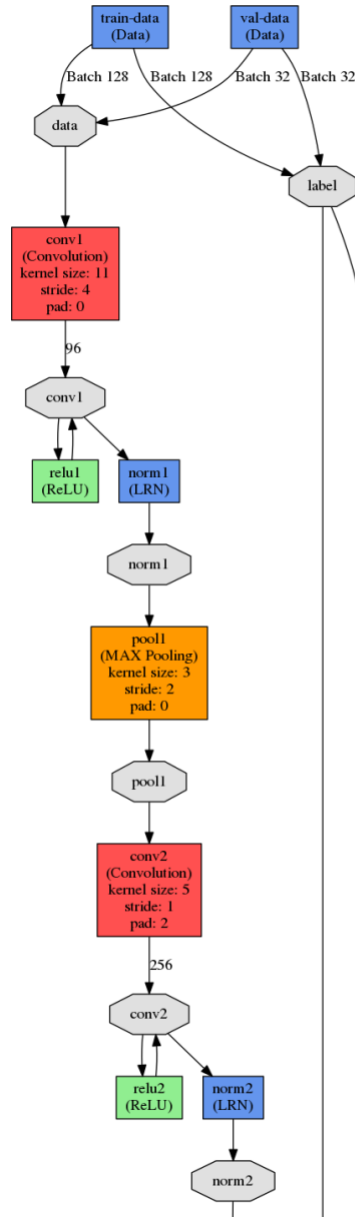 train-data
(Data)
val-data
(Data)
Batch 128
Batch 128
Batch 32
Batch 32
data
label
conv1
(Convolution)
kernel size: 11
stride: 4
pad: 0
96
conv1
relu1
(ReLU)
norm1
(LRN)
norm1
pool1
(MAX Pooling)
kernel size: 3
stride: 2
pad: 0
pool1
conv2
(Convolution)
kernel size: 5
stride: 1
pad: 2
256
conv2
relu2
(ReLU)
norm2
(LRN)
norm2